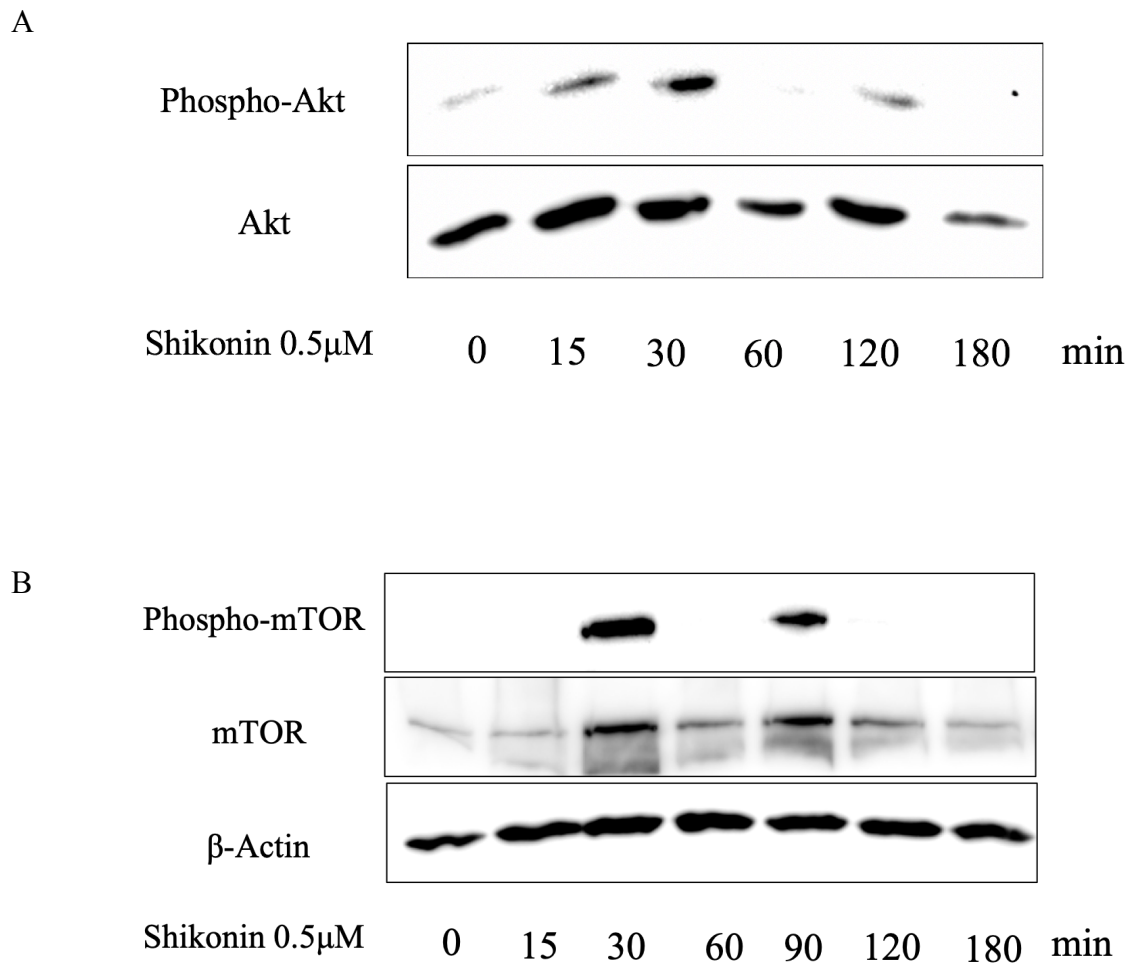 A
Phospho-Akt
Akt
Shikonin 0.5μM 0 15 30 60 120 180 min
B
Phospho-mTOR
mTOR
β-Actin
Shikonin 0.5μM 0 15 30 60 90 120 180 min